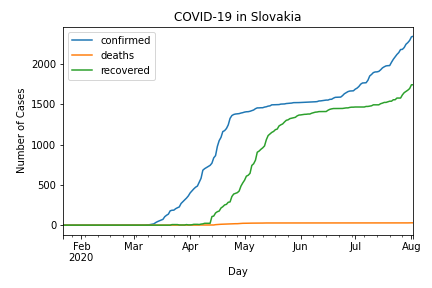 COVID-19 in Slovakia
confirmed
deaths
recovered
Number of Cases
2000
1500
1000
500
0
Feb Mar Apr May Jun Jul Aug
2020
Day